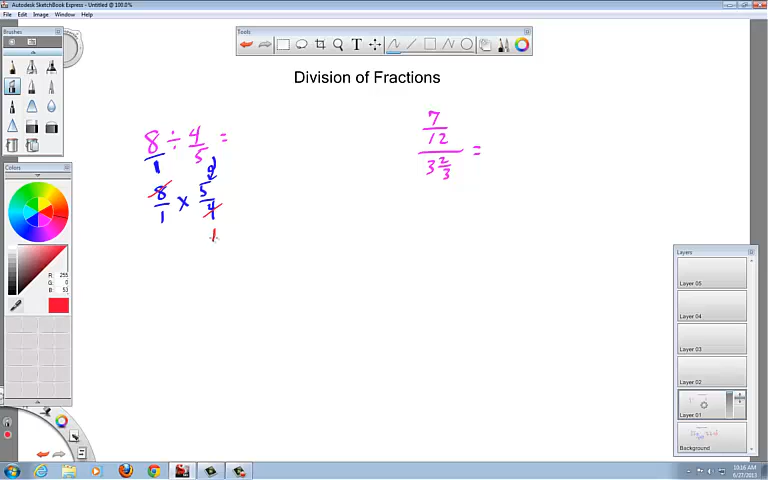 Autodesk SketchBook Express - Untitled @ 100.0%
File Edit Image Window Help
Brushes
Tools
T
Division of Fractions
8 ÷ 4/5 =
1
8/1 × 5/4
1
7/12
3 2/3 =
Colors
R: 255
G: 0
B: 53
Layers
Layer 05
Layer 04
Layer 03
Layer 02
Layer 01
Background
10:16 AM
6/27/2013